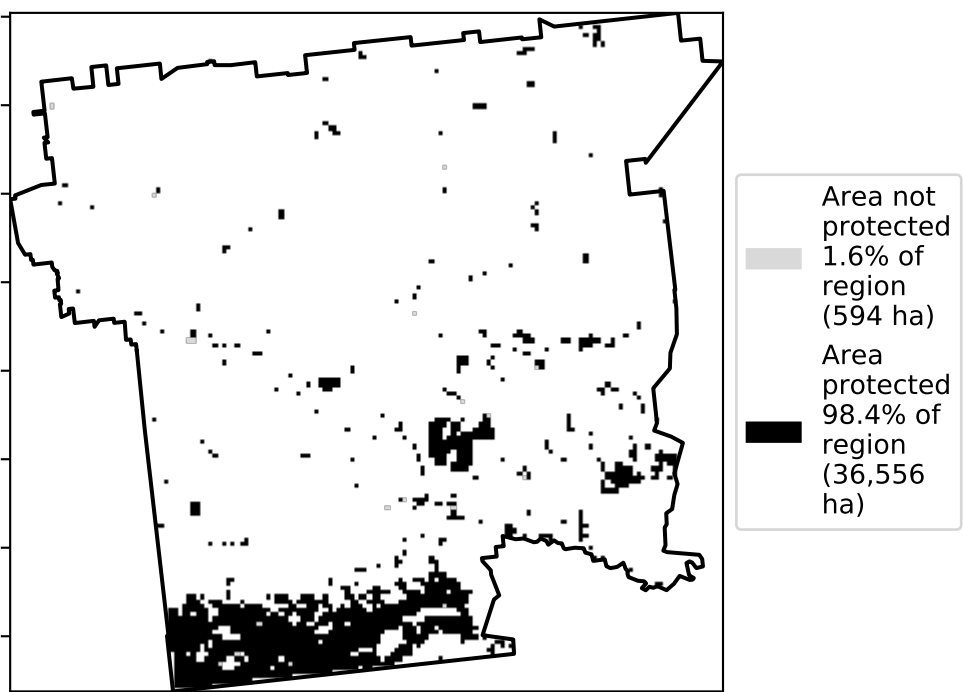 Area not
protected
1.6% of
region
(594 ha)
Area
protected
98.4% of
region
(36,556
ha)